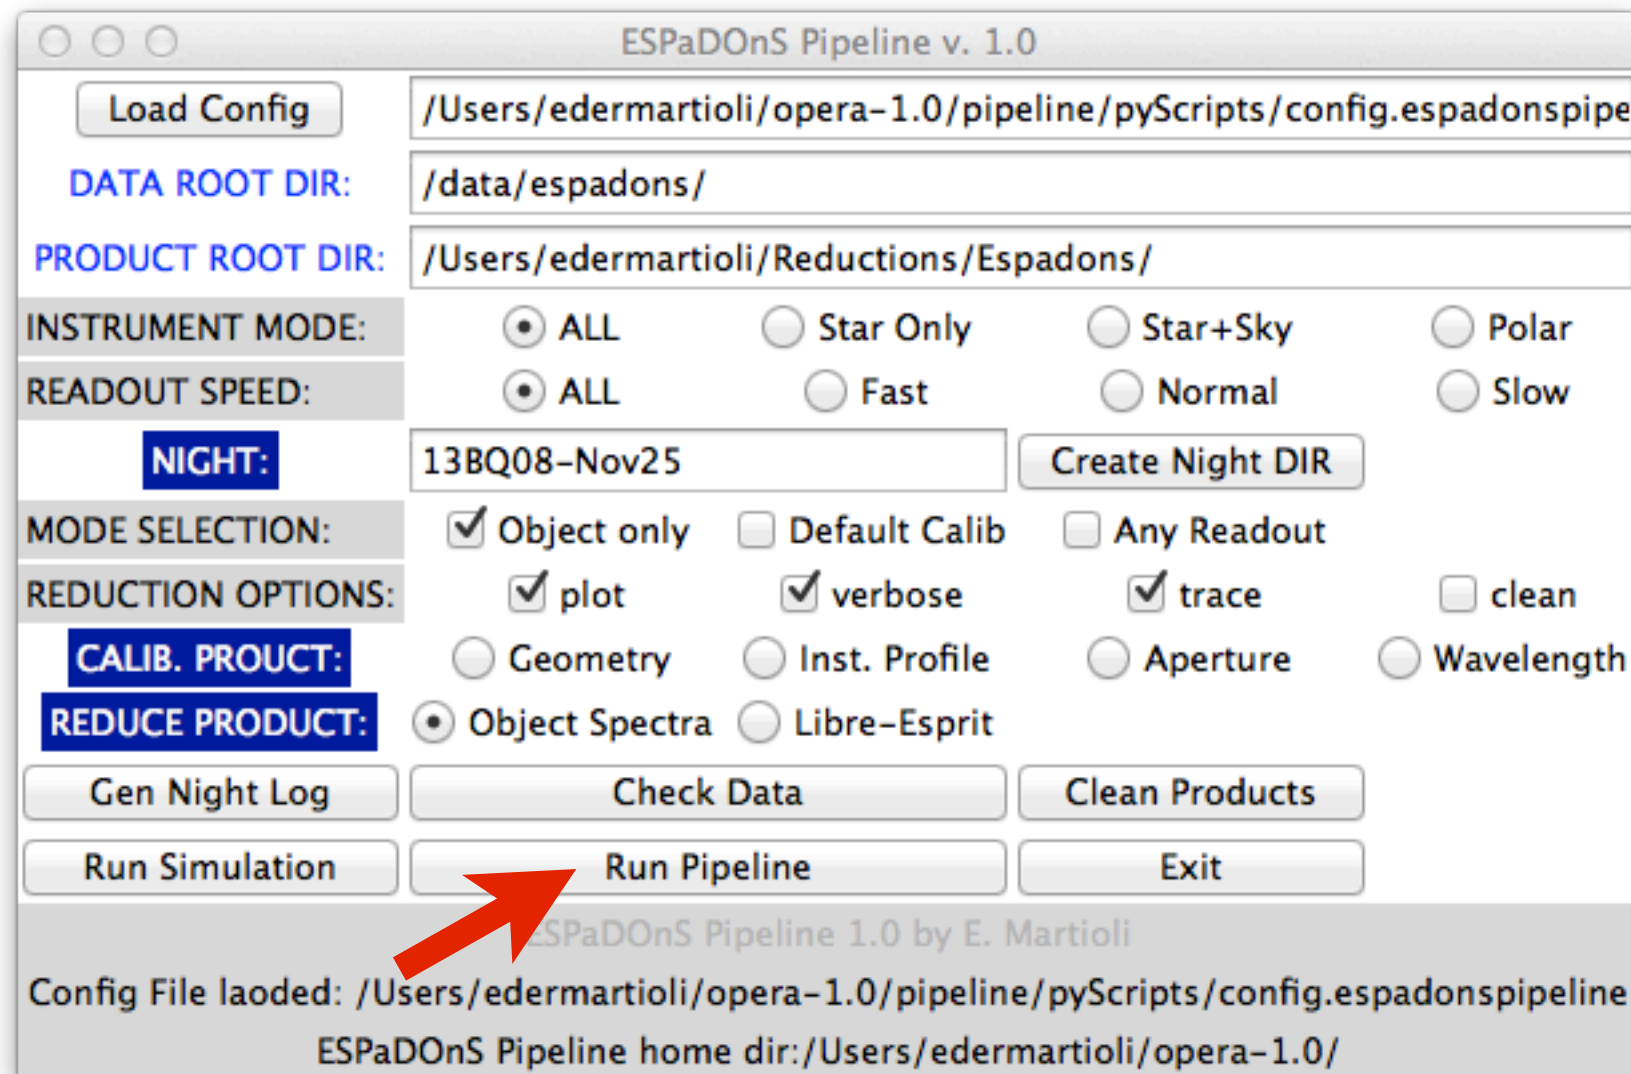 ESPaDOnS Pipeline v. 1.0
Load Config /Users/edermartioli/opera-1.0/pipeline/pyScripts/config.espadonspipe
DATA ROOT DIR: /data/espadons/
PRODUCT ROOT DIR: /Users/edermartioli/Reductions/Espadons/
INSTRUMENT MODE: ALL Star Only Star+Sky Polar
READOUT SPEED: ALL Fast Normal Slow
NIGHT: 13BQ08-Nov25 Create Night DIR
MODE SELECTION: Object only Default Calib Any Readout
REDUCTION OPTIONS: plot verbose trace clean
CALIB. PROUCT: Geometry Inst. Profile Aperture Wavelength
REDUCE PRODUCT: Object Spectra Libre-Esprit
Gen Night Log Check Data Clean Products
Run Simulation Run Pipeline Exit
ESPaDOnS Pipeline 1.0 by E. Martioli
Config File laoded: /Users/edermartioli/opera-1.0/pipeline/pyScripts/config.espadonspipeline
ESPaDOnS Pipeline home dir:/Users/edermartioli/opera-1.0/